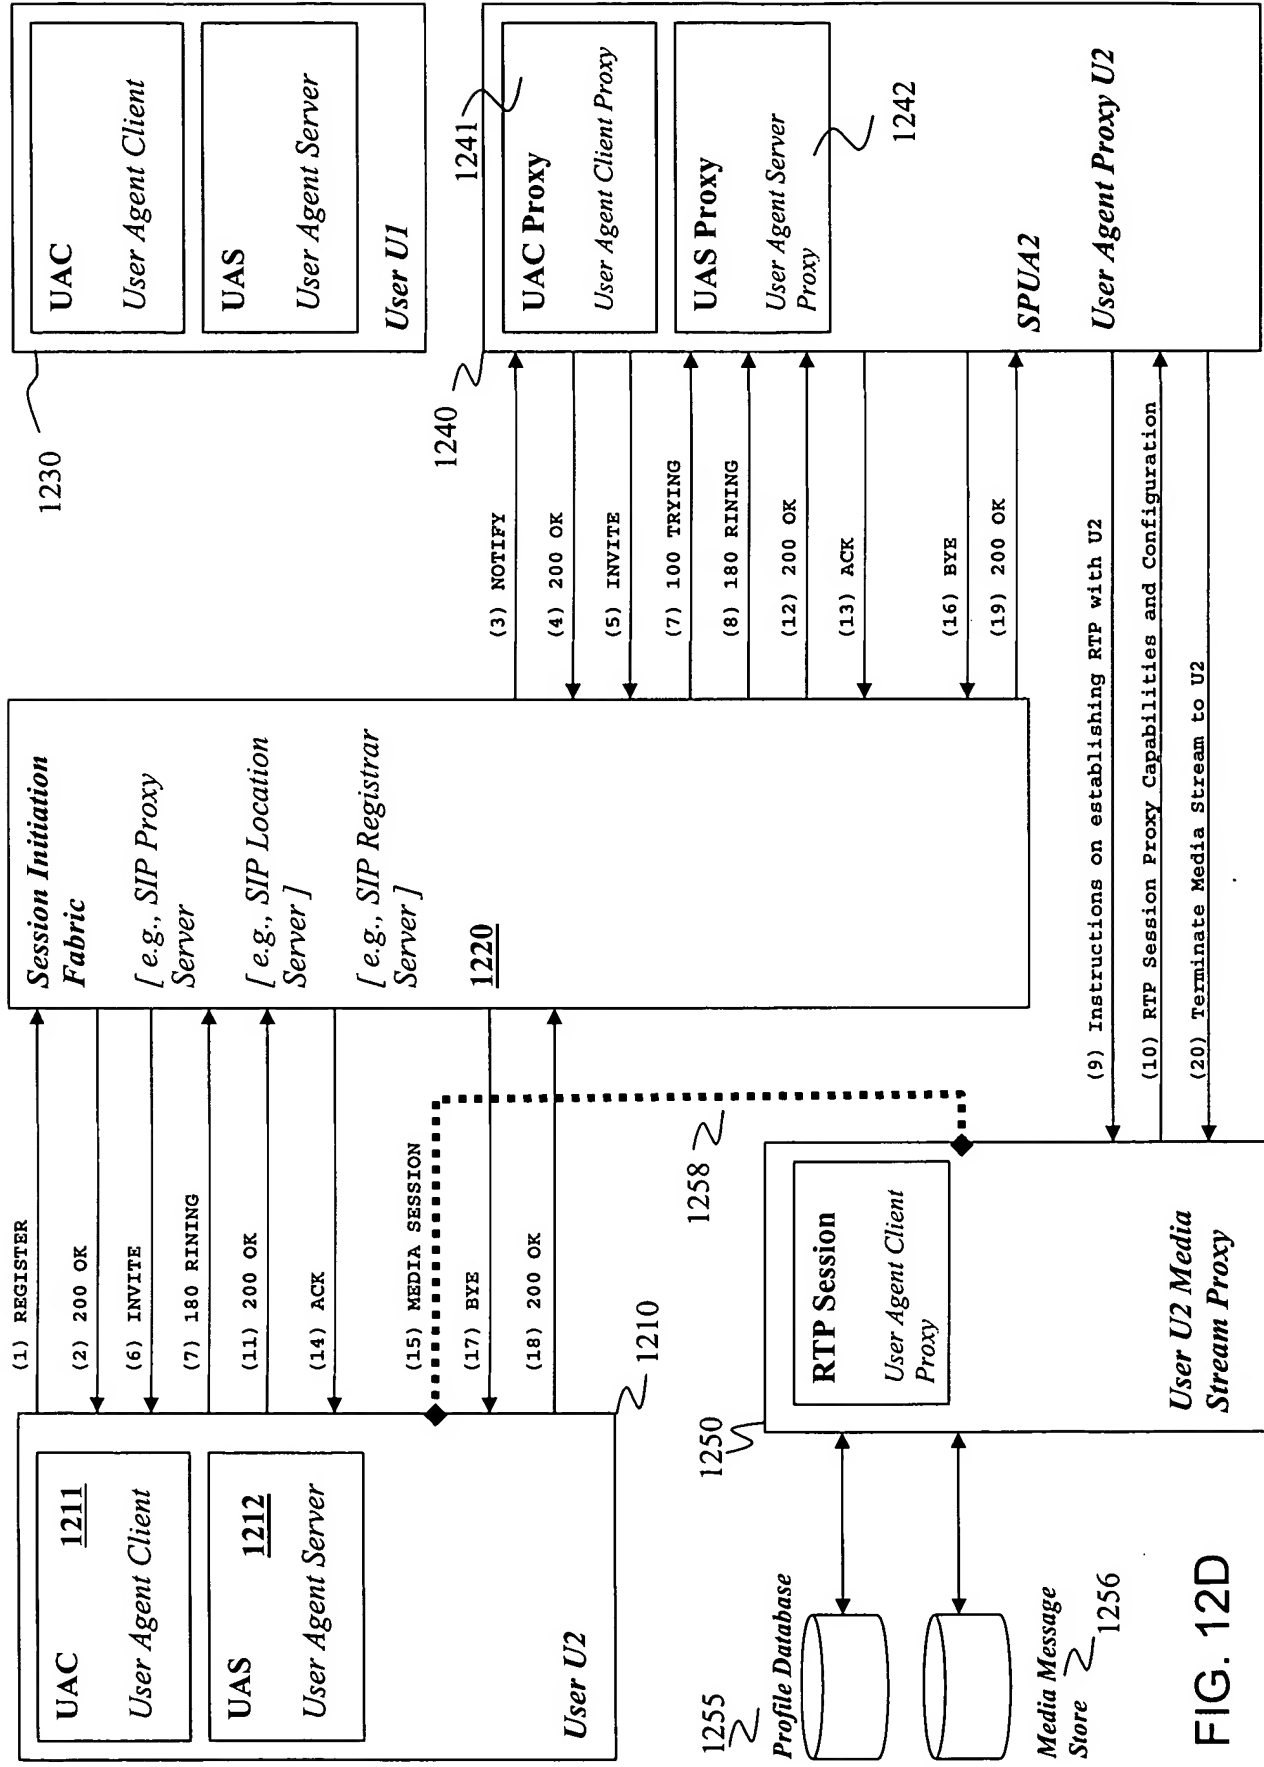 UAC 1211
User Agent Client
UAS 1212
User Agent Server
User U2
1210
(1) REGISTER
(2) 200 OK
(6) INVITE
(7) 180 RINING
(11) 200 OK
(14) ACK
(15) MEDIA SESSION
(17) BYE
(18) 200 OK
Session Initiation
Fabric
[ e.g., SIP Proxy
Server
[ e.g., SIP Location
Server ]
[ e.g., SIP Registrar
Server ]
1220
1230
UAC
User Agent Client
UAS
User Agent Server
User U1
1240
1241
UAC Proxy
User Agent Client Proxy
UAS Proxy
User Agent Server
Proxy
1242
SPUA2
User Agent Proxy U2
(3) NOTIFY
(4) 200 OK
(5) INVITE
(7) 100 TRYING
(8) 180 RINING
(12) 200 OK
(13) ACK
(16) BYE
(19) 200 OK
(9) Instructions on establishing RTP with U2
(10) RTP Session Proxy Capabilities and Configuration
(20) Terminate Media Stream to U2
1258
1250
RTP Session
User Agent Client
Proxy
User U2 Media
Stream Proxy
1255
Profile Database
Media Message
Store
1256
FIG. 12D